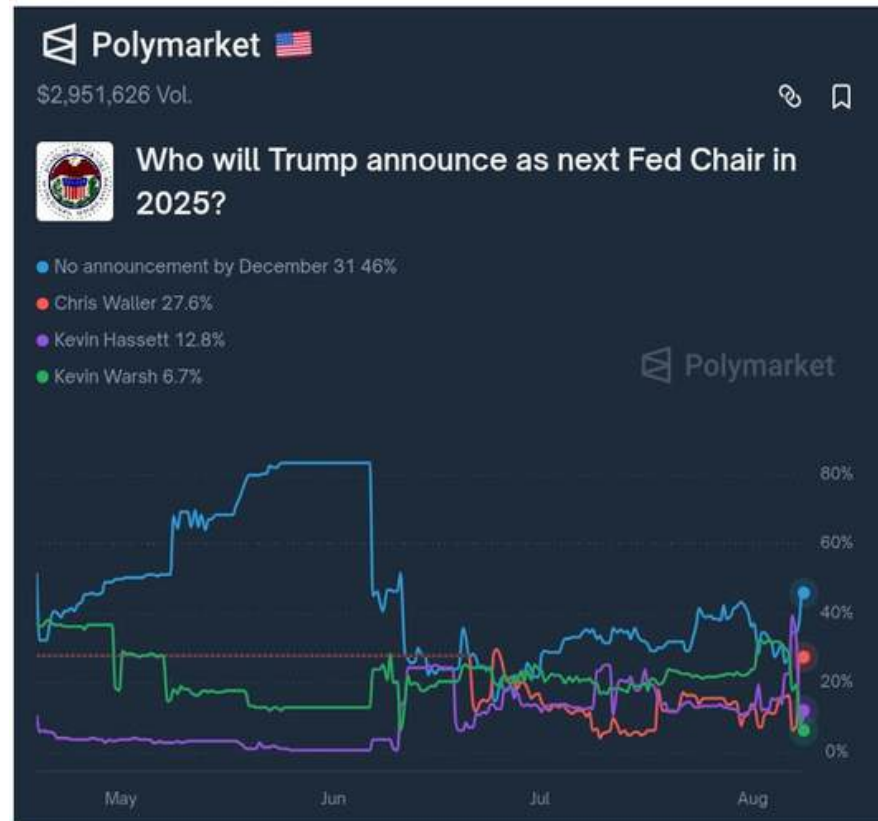 Polymarket
$2,951,626 Vol.
Who will Trump announce as next Fed Chair in
2025?
No announcement by December 31 46%
Chris Waller 27.6%
Kevin Hassett 12.8%
Kevin Warsh 6.7%
Polymarket
80%
60%
40%
20%
0%
May Jun Jul Aug